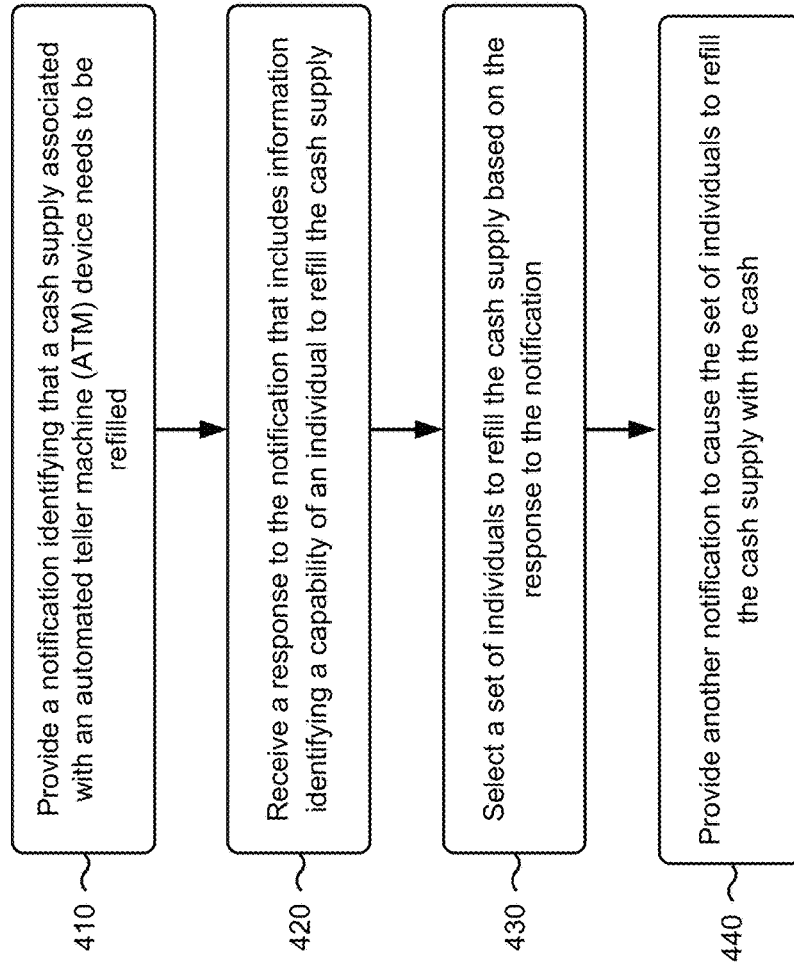 410
Provide a notification identifying that a cash supply associated
with an automated teller machine (ATM) device needs to be
refilled
420
Receive a response to the notification that includes information
identifying a capability of an individual to refill the cash supply
430
Select a set of individuals to refill the cash supply based on the
response to the notification
440
Provide another notification to cause the set of individuals to refill
the cash supply with the cash